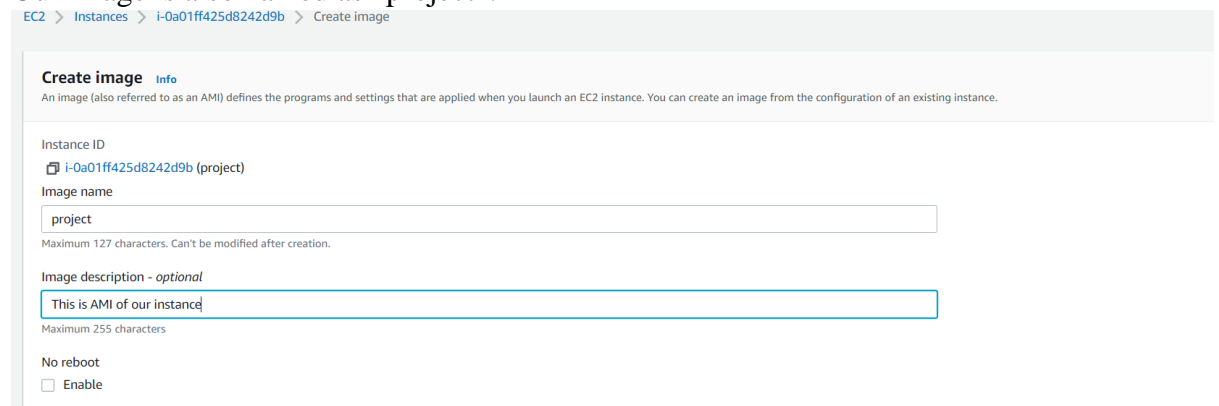 EC2 > Instances > i-0a01ff425d8242d9b > Create image
Create image Info
An image (also referred to as an AMI) defines the programs and settings that are applied when you launch an EC2 instance. You can create an image from the configuration of an existing instance.
Instance ID
i-0a01ff425d8242d9b (project)
Image name
project
Maximum 127 characters. Can't be modified after creation.
Image description - optional
This is AMI of our instance
Maximum 255 characters
No reboot
Enable